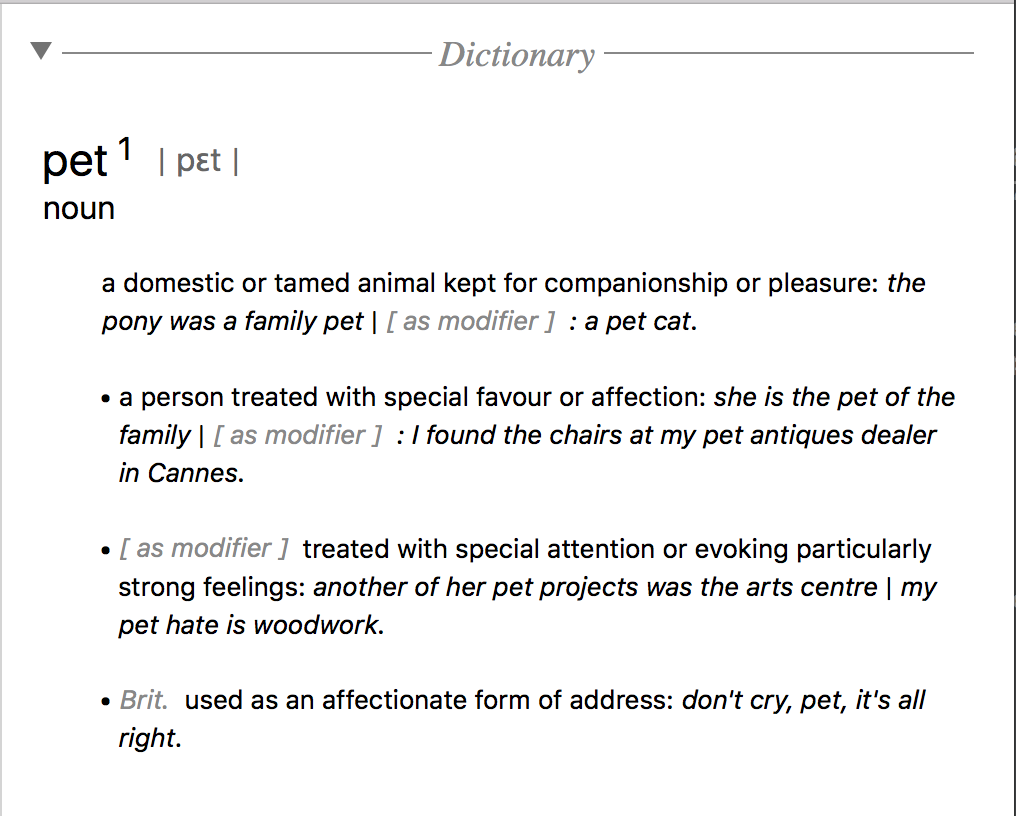 Dictionary
pet 1 | pɛt |
noun
a domestic or tamed animal kept for companionship or pleasure: the
pony was a family pet | [ as modifier ] : a pet cat.
• a person treated with special favour or affection: she is the pet of the
family | [ as modifier ] : I found the chairs at my pet antiques dealer
in Cannes.
• [ as modifier ] treated with special attention or evoking particularly
strong feelings: another of her pet projects was the arts centre | my
pet hate is woodwork.
• Brit. used as an affectionate form of address: don't cry, pet, it's all
right.